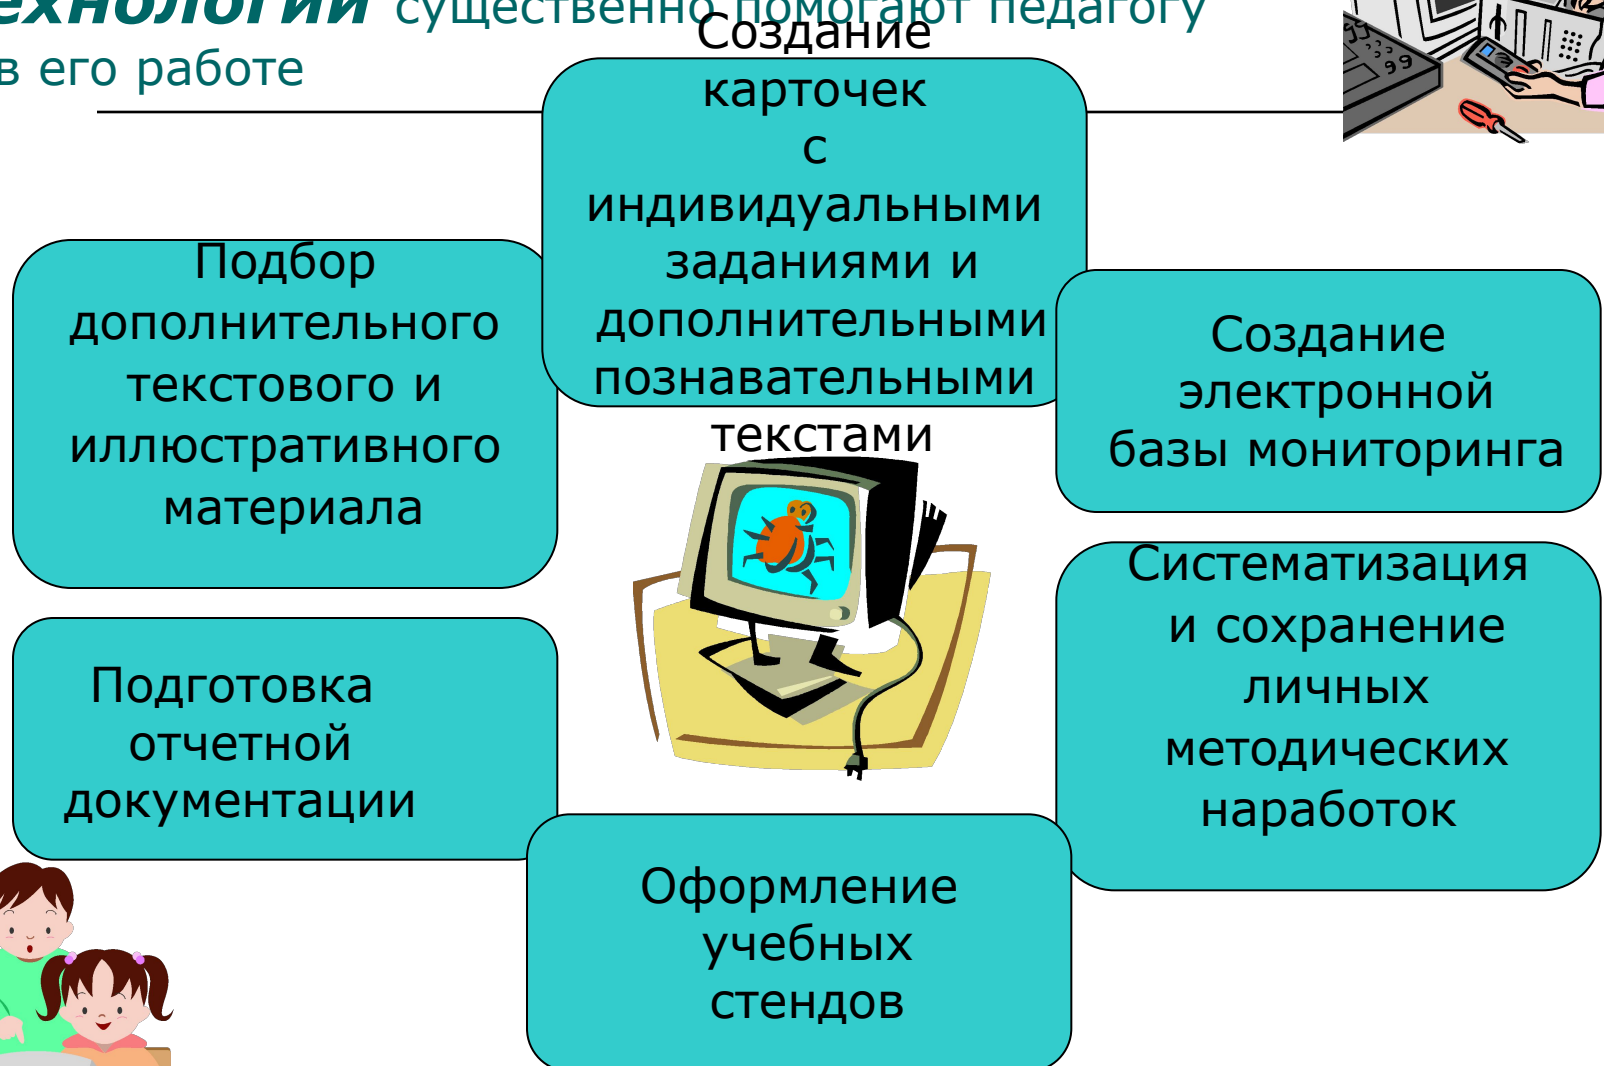 ехнологии существенно помогают педагогу
в его работе
Создание
карточек
с
индивидуальными
заданиями и
дополнительными
познавательными
текстами
Подбор
дополнительного
текстового и
иллюстративного
материала
Создание
электронной
базы мониторинга
Подготовка
отчетной
документации
Систематизация
и сохранение
личных
методических
наработок
Оформление
учебных
стендов